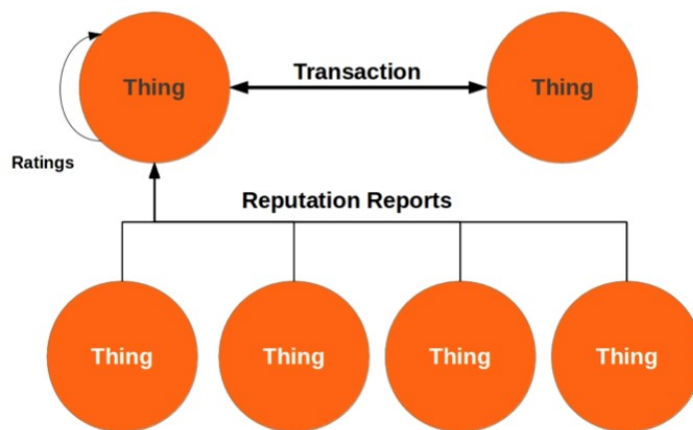 Thing
Transaction
Thing
Ratings
Reputation Reports
Thing
Thing
Thing
Thing